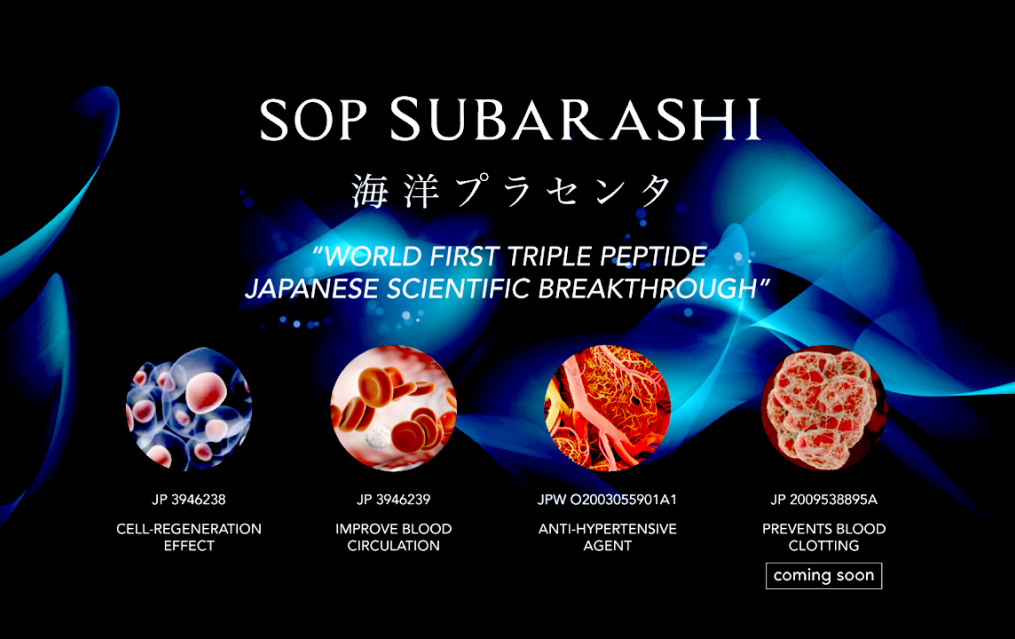 SOP SUBARASHI
海洋プラセンタ
“WORLD FIRST TRIPLE PEPTIDE
JAPANESE SCIENTIFIC BREAKTHROUGH”
JP 3946238
CELL-REGENERATION
EFFECT
JP 3946239
IMPROVE BLOOD
CIRCULATION
JPW O2003055901A1
ANTI-HYPERTENSIVE
AGENT
JP 2009538895A
PREVENTS BLOOD
CLOTTING
coming soon